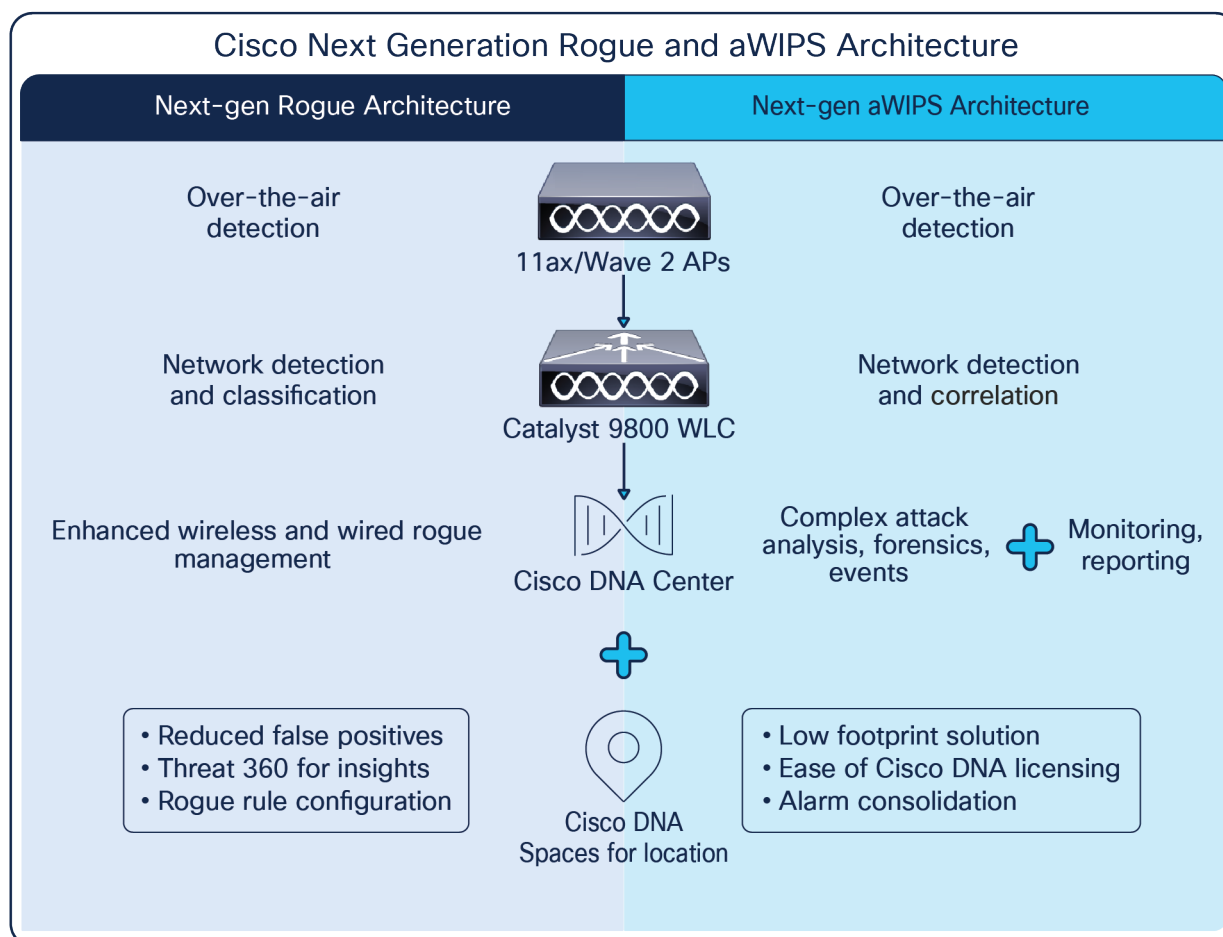 Cisco Next Generation Rogue and aWIPS Architecture
Next-gen Rogue Architecture
Next-gen aWIPS Architecture
Over-the-air
detection
11ax/Wave 2 APs
Over-the-air
detection
Network detection
and classification
Catalyst 9800 WLC
Network detection
and correlation
Enhanced wireless and wired rogue
management
Cisco DNA Center
Complex attack
analysis, forensics,
events
Monitoring,
reporting
• Reduced false positives
• Threat 360 for insights
• Rogue rule configuration
Cisco DNA
Spaces for location
• Low footprint solution
• Ease of Cisco DNA licensing
• Alarm consolidation